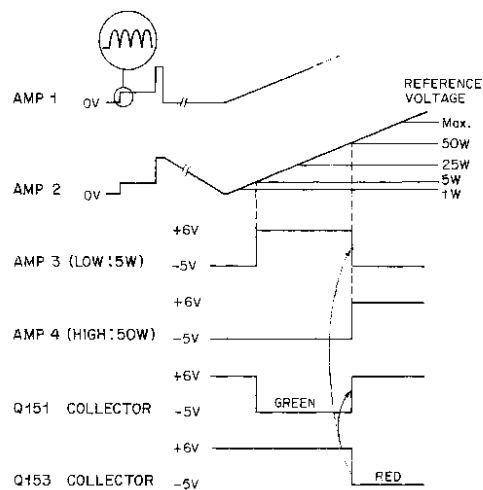 AMP 1
0V
REFERENCE
VOLTAGE
Max.
50W
25W
5W
1W
AMP 2
0V
+6V
AMP 3 (LOW:5W)
-5V
+6V
AMP 4 (HIGH:50W)
-5V
+6V
Q151 COLLECTOR
-5V
GREEN
+6V
Q153 COLLECTOR
-5V
RED